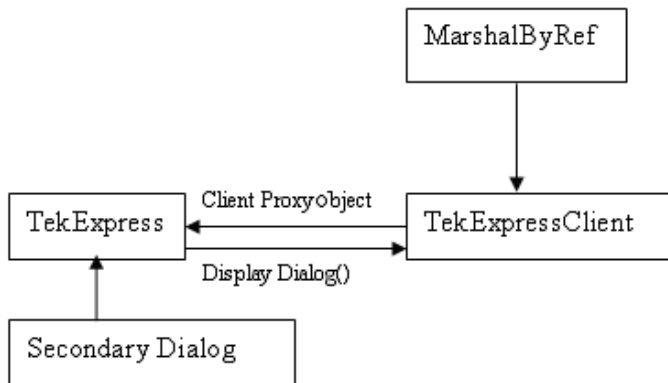 MarshalByRef
Client Proxyobject
TekExpress
TekExpressClient
Display Dialog()
Secondary Dialog